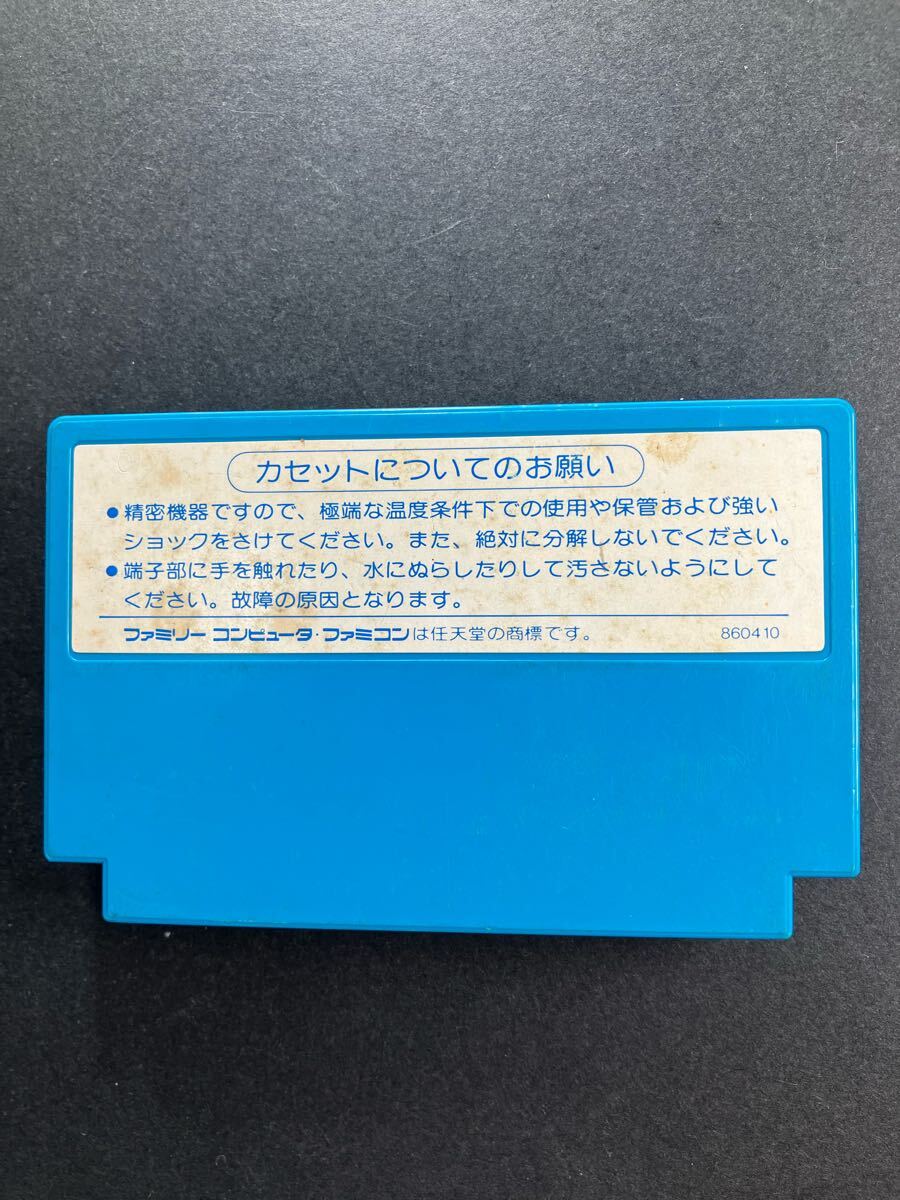 カセットについてのお願い
●精密機器ですので、極端な温度条件下での使用や保管および強い
ショックをさけてください。また、絶対に分解しないでください。
●端子部に手を触れたり、水にぬらしたりして汚さないようにして
ください。故障の原因となります。
ファミリー コンピュータ・ファミコンは任天堂の商標です。 860410